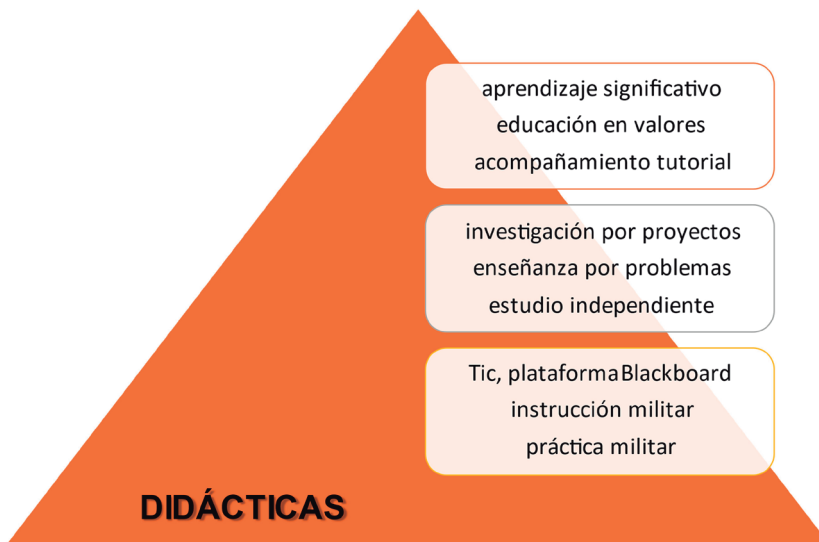 aprendizaje significativo
educación en valores
acompañamiento tutorial
investigación por proyectos
enseñanza por problemas
estudio independiente
Tic, plataformaBlackboard
instrucción militar
práctica militar
DIDÁCTICAS